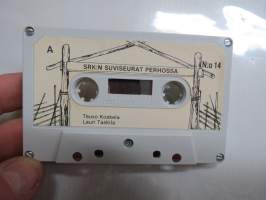 A
SRK:N SUVISEURAT PERHOSSA
N:o 14
Tauno Koskela
Lauri Taskila